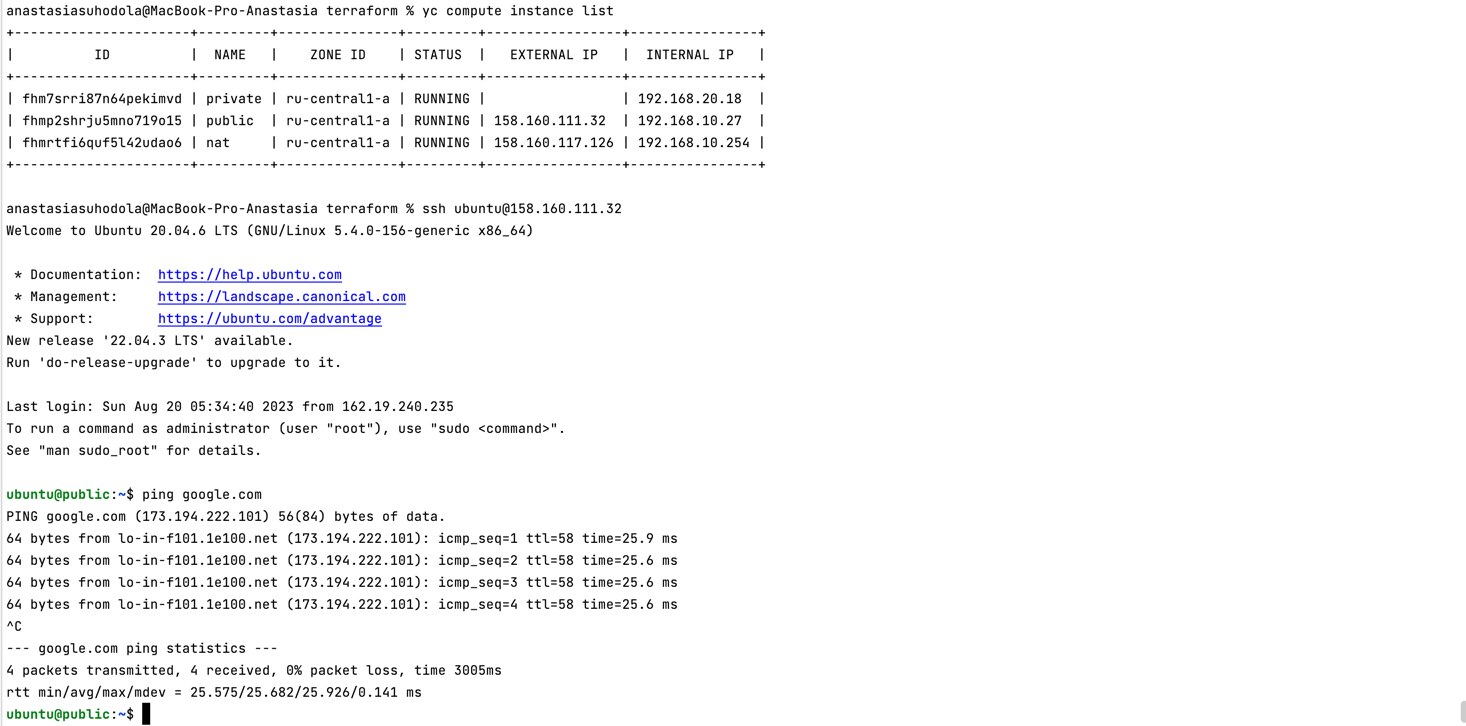 anastasiasuhodola@MacBook-Pro-Anastasia terraform % yc compute instance list
+----------------------+---------+---------------+---------+-----------------+----------------+
|          ID          |  NAME   |    ZONE ID    | STATUS  |   EXTERNAL IP   |  INTERNAL IP   |
+----------------------+---------+---------------+---------+-----------------+----------------+
| fhm7srri87n64pekimvd | private | ru-central1-a | RUNNING |                 | 192.168.20.18  |
| fhmp2shrju5mno719o15 | public  | ru-central1-a | RUNNING | 158.160.111.32  | 192.168.10.27  |
| fhmrtfi6quf5l42udao6 | nat     | ru-central1-a | RUNNING | 158.160.117.126 | 192.168.10.254 |
+----------------------+---------+---------------+---------+-----------------+----------------+
anastasiasuhodola@MacBook-Pro-Anastasia terraform % ssh ubuntu@158.160.111.32
Welcome to Ubuntu 20.04.6 LTS (GNU/Linux 5.4.0-156-generic x86_64)
 * Documentation:  https://help.ubuntu.com
 * Management:     https://landscape.canonical.com
 * Support:        https://ubuntu.com/advantage
New release '22.04.3 LTS' available.
Run 'do-release-upgrade' to upgrade to it.
Last login: Sun Aug 20 05:34:40 2023 from 162.19.240.235
To run a command as administrator (user "root"), use "sudo <command>".
See "man sudo_root" for details.
ubuntu@public:~$ ping google.com
PING google.com (173.194.222.101) 56(84) bytes of data.
64 bytes from lo-in-f101.1e100.net (173.194.222.101): icmp_seq=1 ttl=58 time=25.9 ms
64 bytes from lo-in-f101.1e100.net (173.194.222.101): icmp_seq=2 ttl=58 time=25.6 ms
64 bytes from lo-in-f101.1e100.net (173.194.222.101): icmp_seq=3 ttl=58 time=25.6 ms
64 bytes from lo-in-f101.1e100.net (173.194.222.101): icmp_seq=4 ttl=58 time=25.6 ms
^C
--- google.com ping statistics ---
4 packets transmitted, 4 received, 0% packet loss, time 3005ms
rtt min/avg/max/mdev = 25.575/25.682/25.926/0.141 ms
ubuntu@public:~$